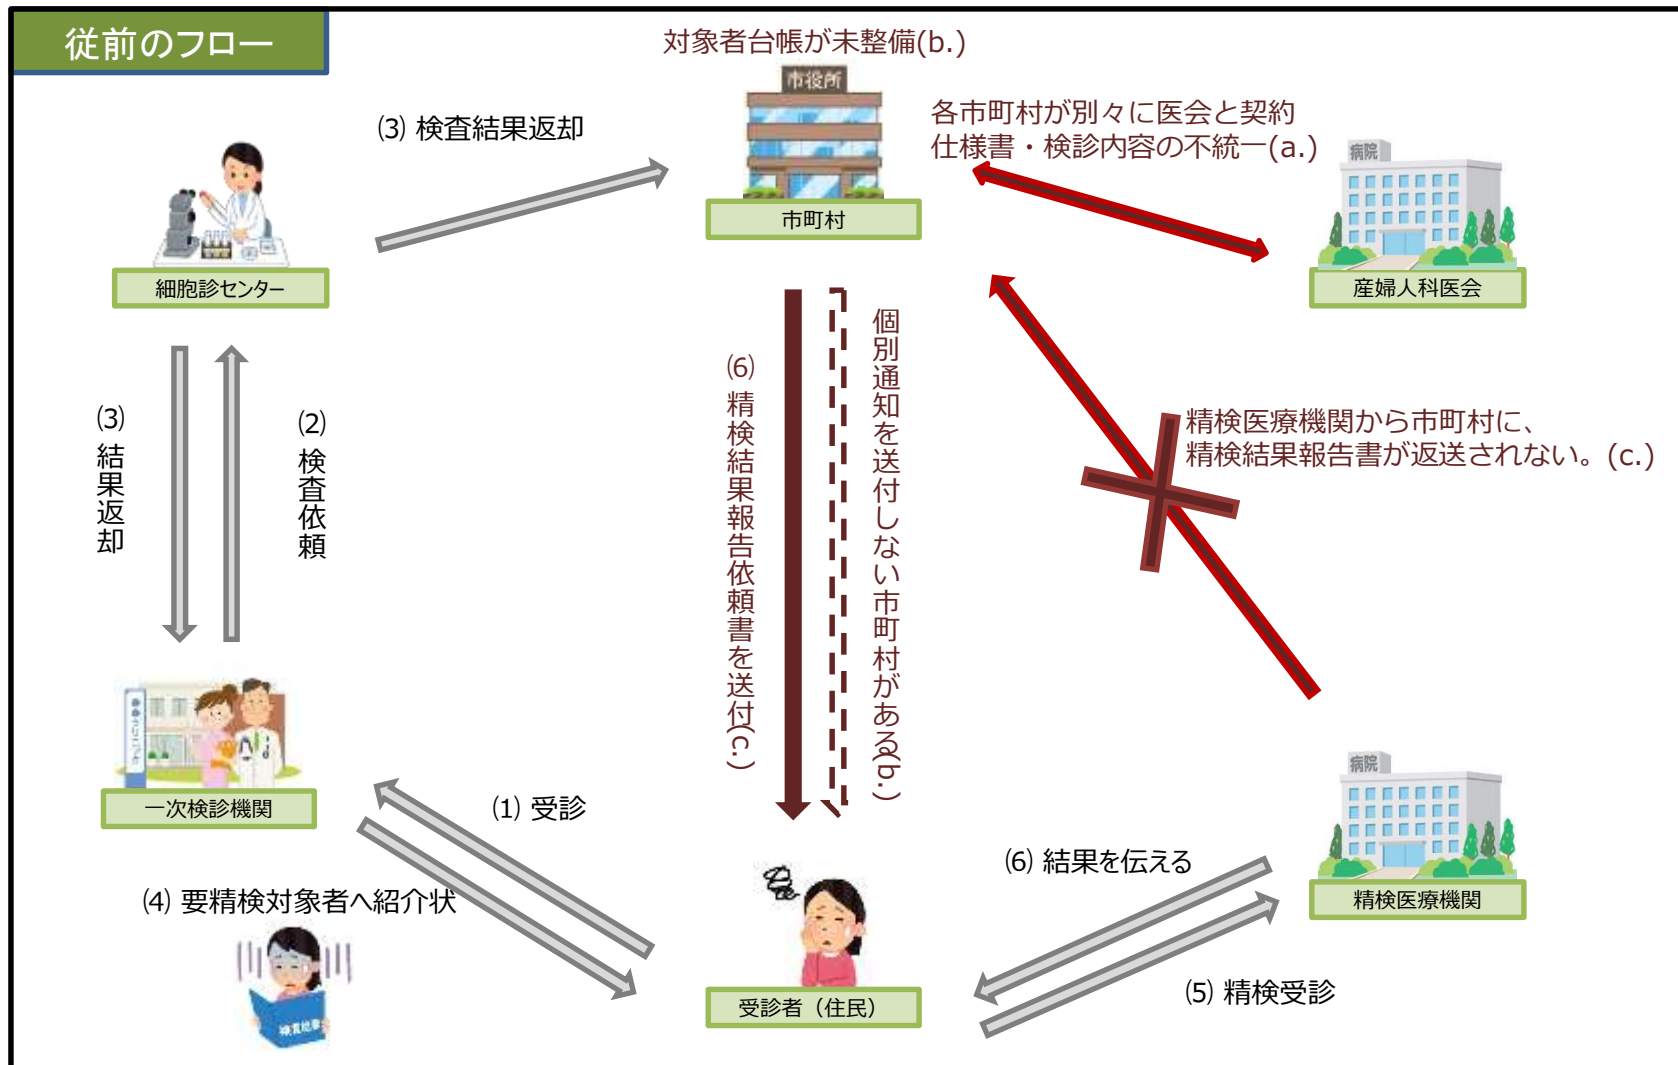 従前のフロー
対象者台帳が未整備(b.)
市役所
(3) 検査結果返却
各市町村が別々に医会と契約
仕様書・検診内容の不統一(a.)
病院
市町村
細胞診センター
産婦人科医会
(3) 結果返却
(2) 検査依頼
(6) 精検結果報告依頼書を送付(c.)
個別通知を送付しない市町村がある(b.)
精検医療機関から市町村に、
精検結果報告書が返送されない。(c.)
一次検診機関
(1) 受診
病院
(6) 結果を伝える
(4) 要精検対象者へ紹介状
精検医療機関
検査結果
受診者（住民）
(5) 精検受診